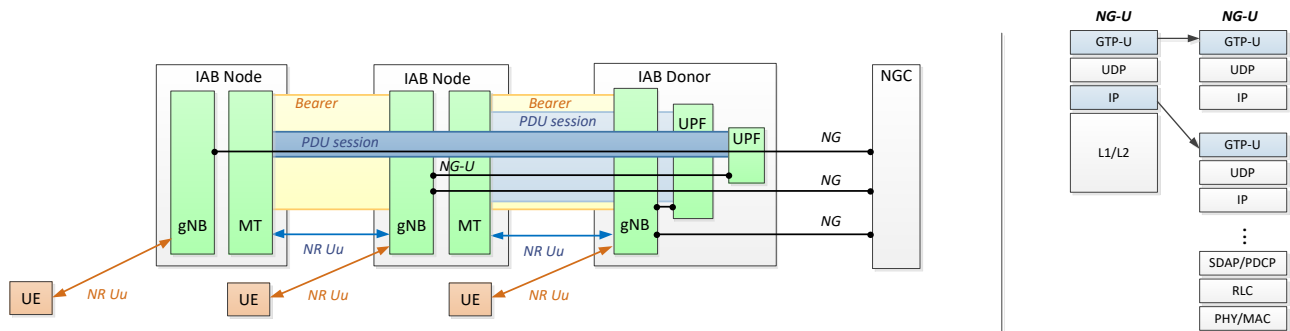 IAB Node
IAB Node
IAB Donor
NGC
Bearer
Bearer
PDU session
UPF
UPF
PDU session
NG
NG-U
NG
NG
gNB
MT
gNB
MT
gNB
NR Uu
NR Uu
UE
NR Uu
UE
NR Uu
UE
NR Uu
NG-U
NG-U
GTP-U
GTP-U
UDP
UDP
IP
IP
L1/L2
GTP-U
UDP
IP
⋮
SDAP/PDCP
RLC
PHY/MAC